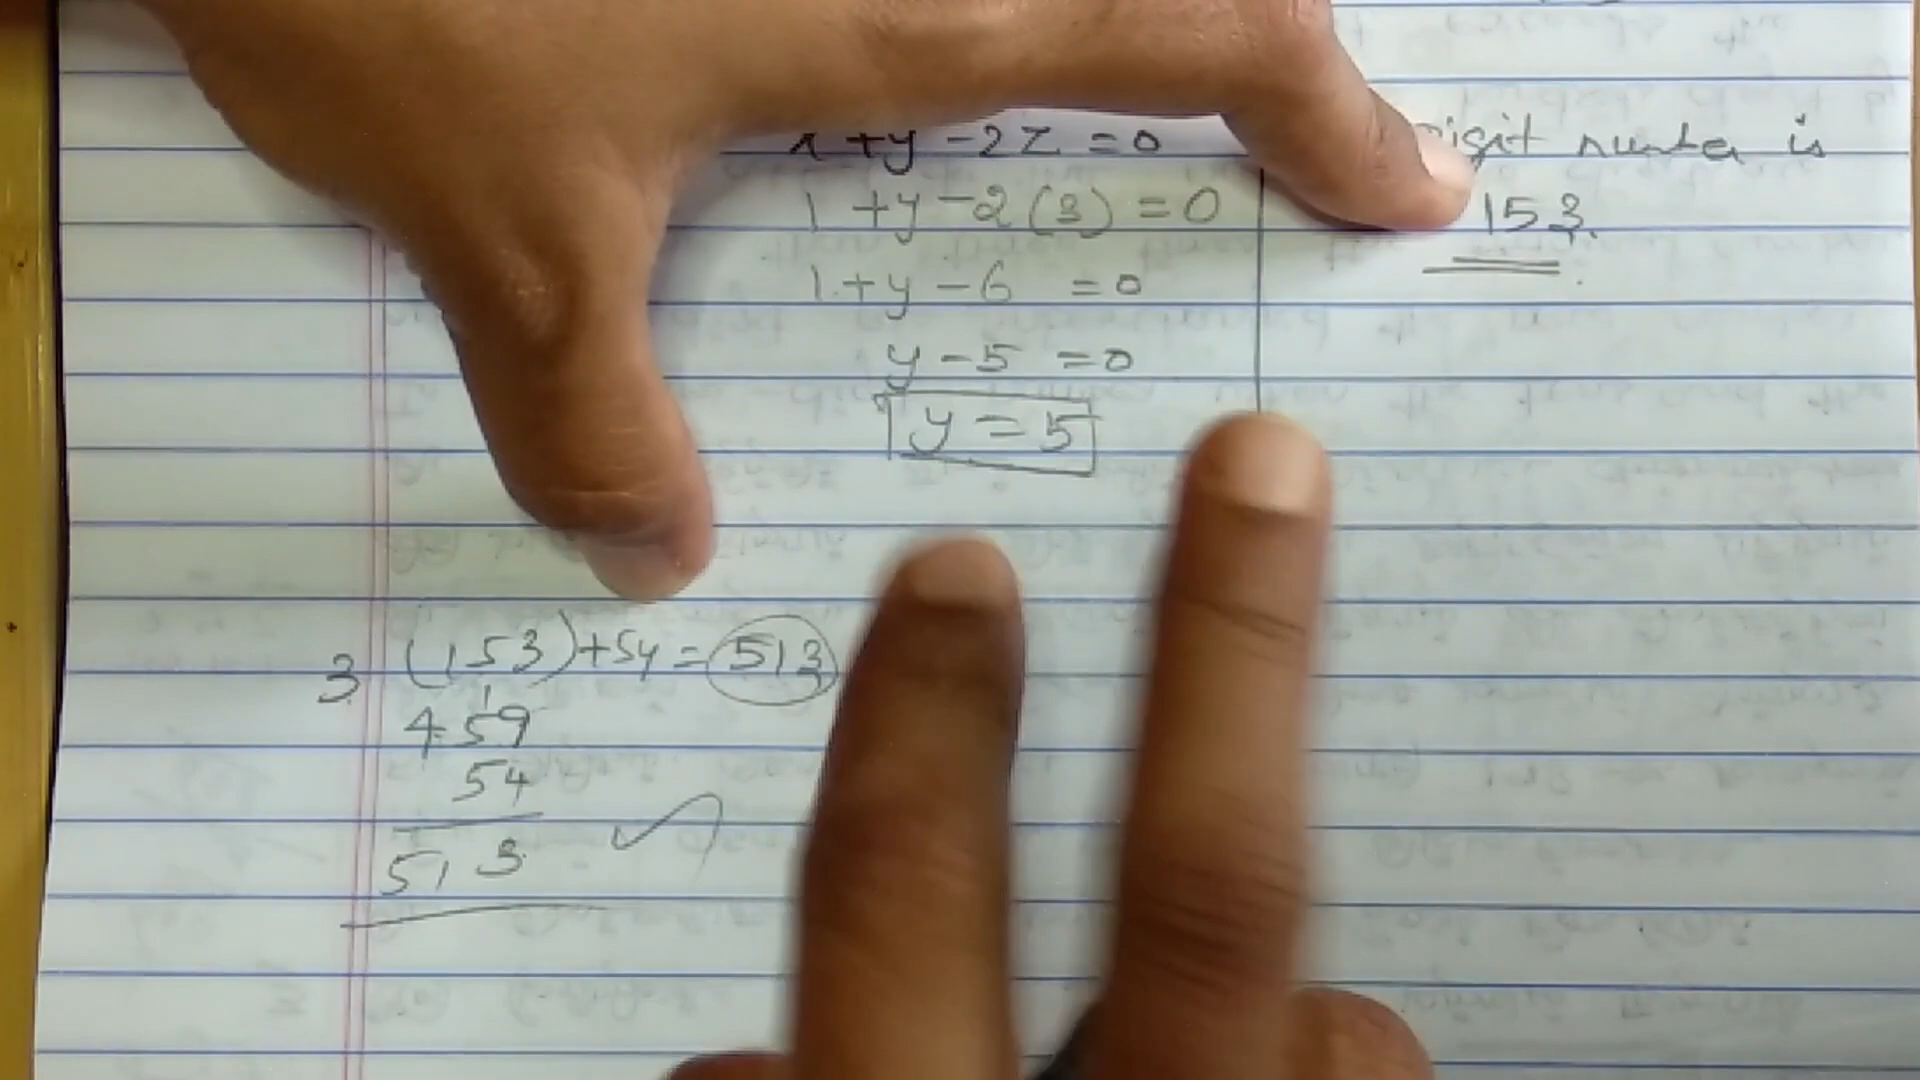 x + y - 2z = 0
1 + y - 2(3) = 0
1 + y - 6 = 0
y - 5 = 0
y = 5
digit number is
153.
3 (153) + 54 = 513
1
459
54
513